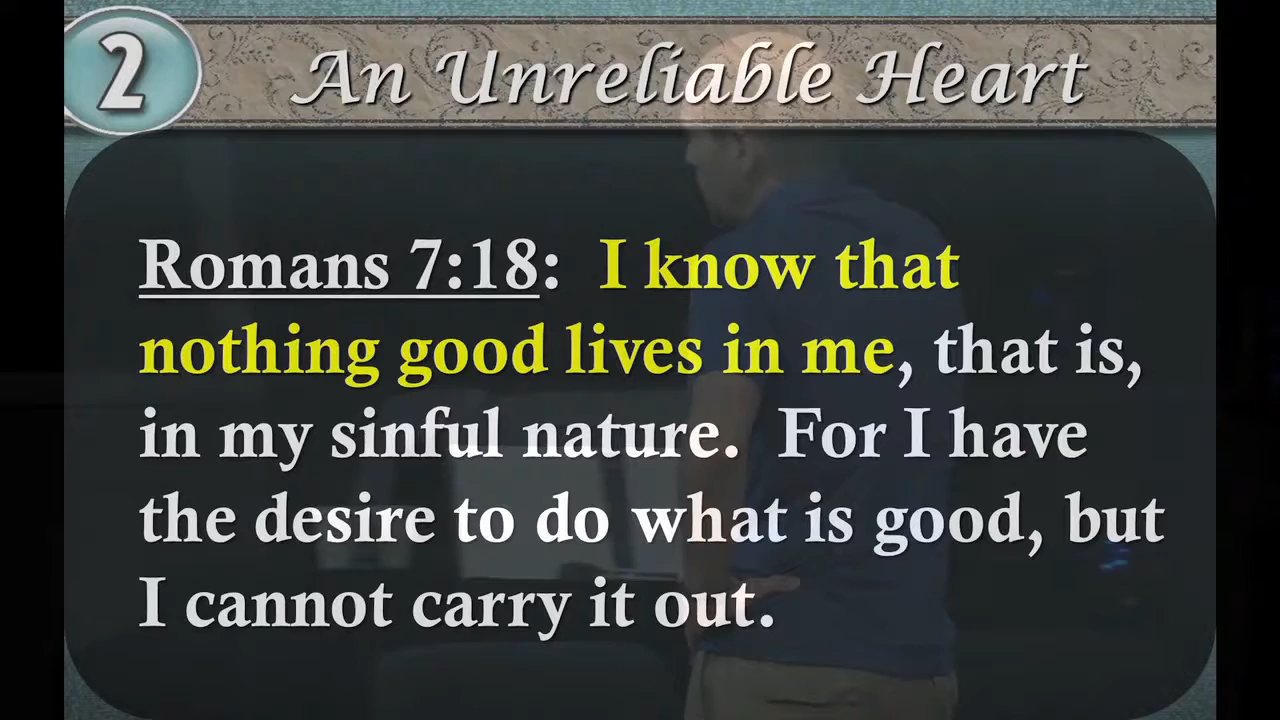 2
An Unreliable Heart
Romans 7:18: I know that
nothing good lives in me, that is,
in my sinful nature. For I have
the desire to do what is good, but
I cannot carry it out.